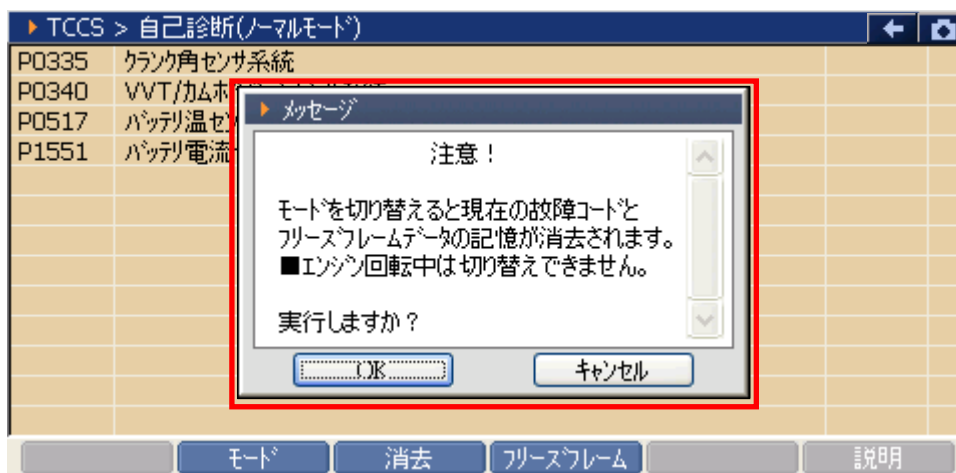 TCCS > 自己診断(ノーマルモード)
P0335 クランク角センサ系統
P0340 VVT/カムポ
P0517 バッテリ温セ
P1551 バッテリ電流
メッセージ
注意!
モードを切り替えると現在の故障コードと
フリーズフレームデータの記憶が消去されます。
■エンジン回転中は切り替えできません。
実行しますか?
OK キャンセル
モード 消去 フリーズフレーム 説明